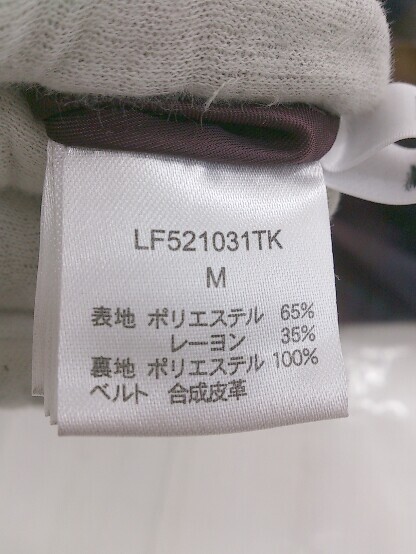 LF521031TK
M
表地 ポリエステル 65%
レーヨン 35%
裏地 ポリエステル 100%
ベルト 合成皮革